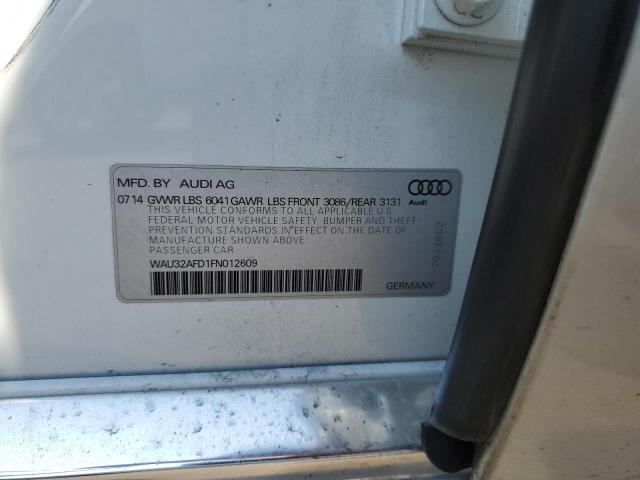 MFD. BY AUDI AG
0714 GVWR LBS 6041 GAWR LBS FRONT 3086/REAR 3131
Audi
THIS VEHICLE CONFORMS TO ALL APPLICABLE U.S
FEDERAL MOTOR VEHICLE SAFETY, BUMPER AND THEFT
PREVENTION STANDARDS IN EFFECT ON THE DATE OF
MANUFACTURE SHOWN ABOVE
PASSENGER CAR
WAU32AFD1FN012609
GERMANY